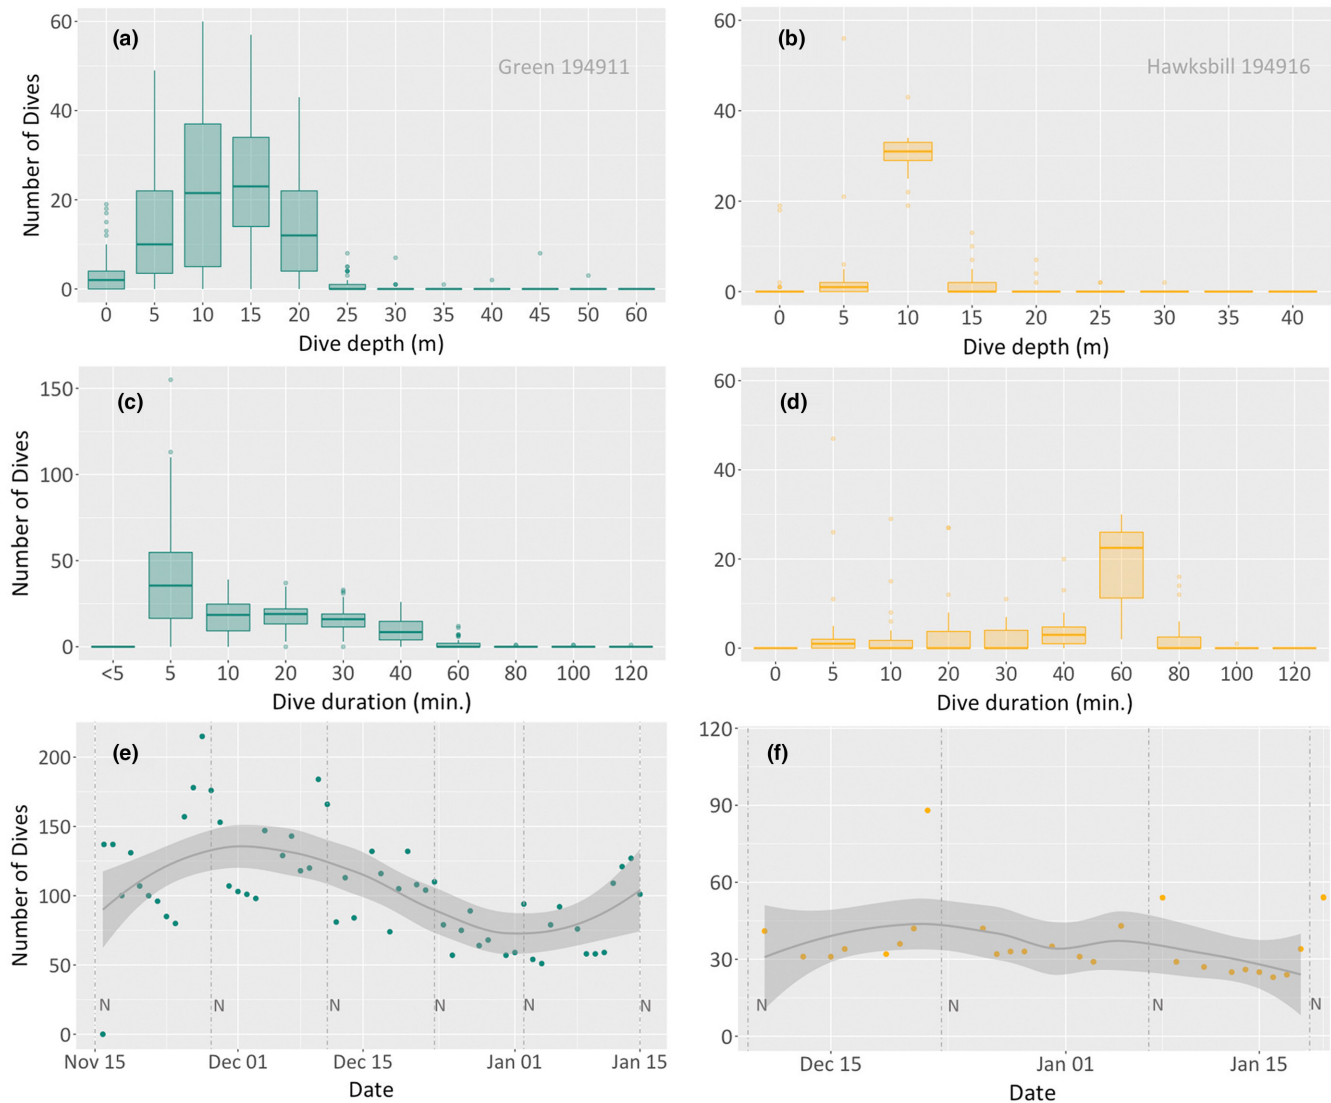 (a)
Green 194911
Number of Dives
60
40
20
0
0 5 10 15 20 25 30 35 40 45 50 60
Dive depth (m)
(b)
Hawksbill 194916
60
40
20
0
0 5 10 15 20 25 30 35 40
Dive depth (m)
(c)
Number of Dives
150
100
50
0
<5 5 10 20 30 40 60 80 100 120
Dive duration (min.)
(d)
60
40
20
0
0 5 10 20 30 40 60 80 100 120
Dive duration (min.)
(e)
Number of Dives
200
150
100
50
0
N N N N N N
Nov 15 Dec 01 Dec 15 Jan 01 Jan 15
Date
(f)
120
90
60
30
0
N N N N
Dec 15 Jan 01 Jan 15
Date